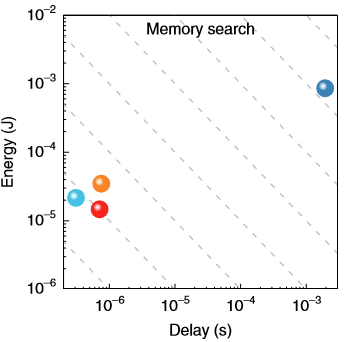 Memory search
Energy (J)
10⁻²
10⁻³
10⁻⁴
10⁻⁵
10⁻⁶
10⁻⁶ 10⁻⁵ 10⁻⁴ 10⁻³
Delay (s)